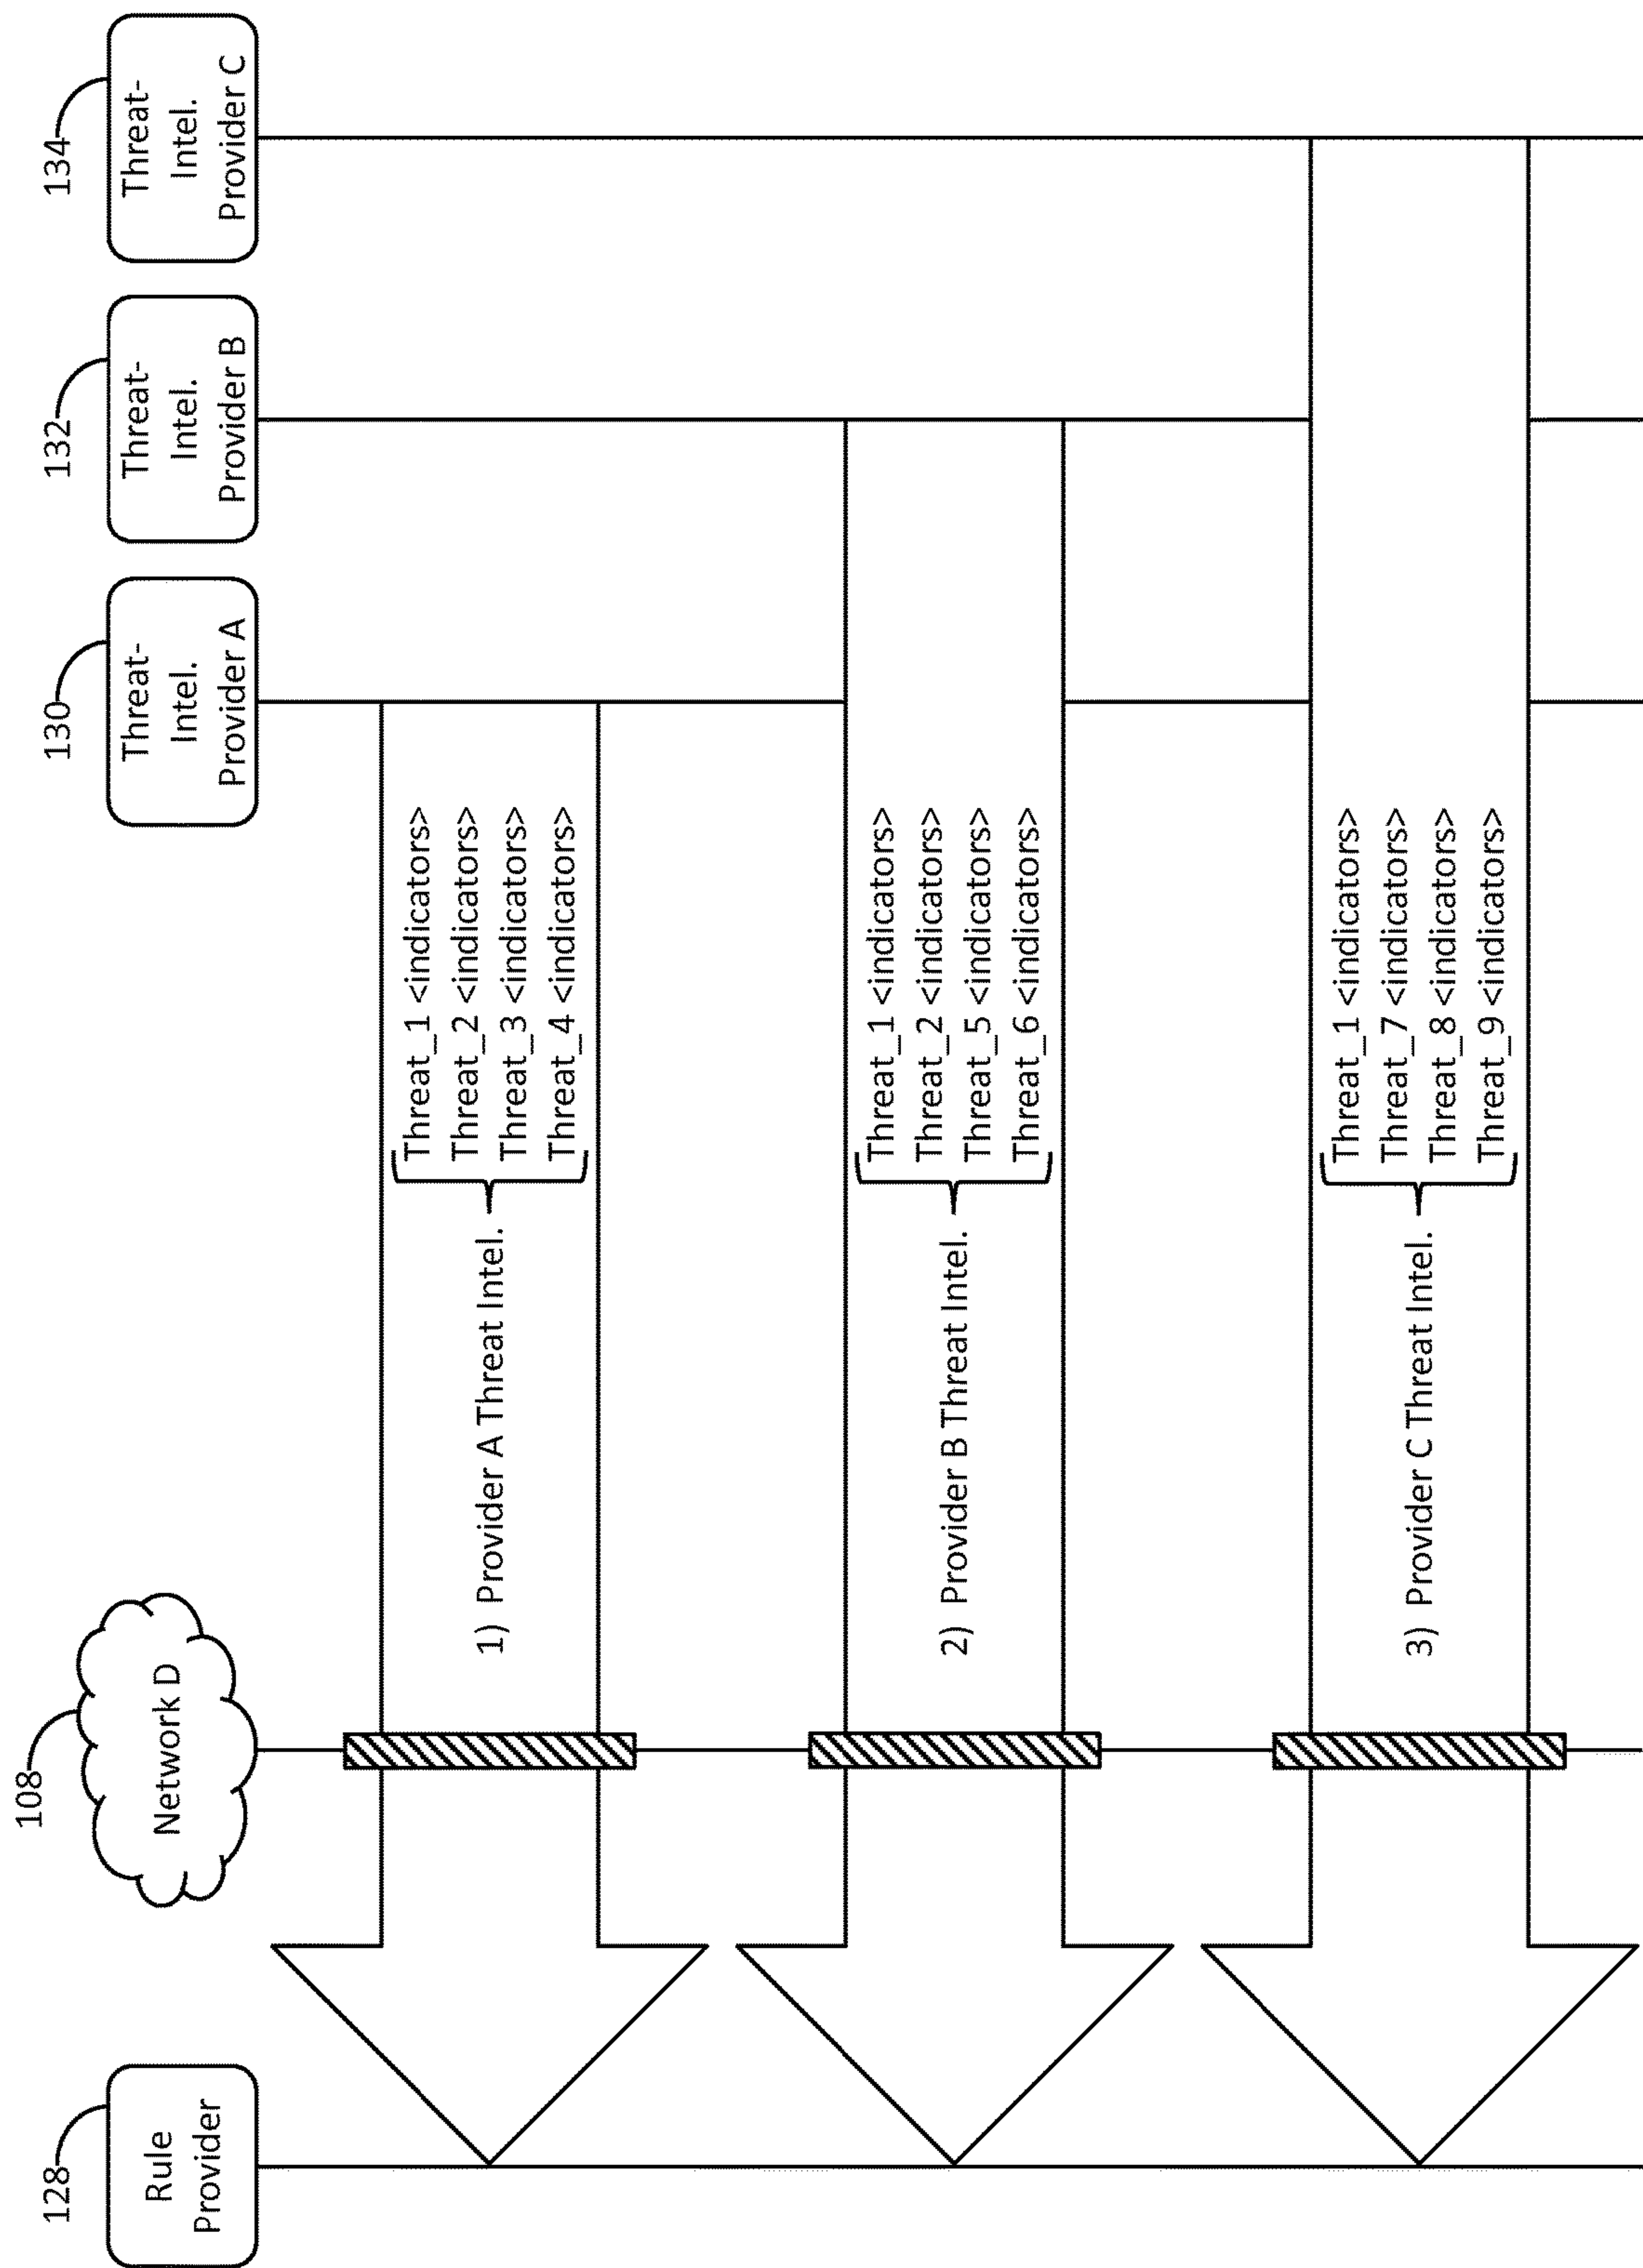 128
Rule
Provider
108
Network D
130
Threat-
Intel.
Provider A
132
Threat-
Intel.
Provider B
134
Threat-
Intel.
Provider C
1) Provider A Threat Intel.
Threat_1 <indicators>
Threat_2 <indicators>
Threat_3 <indicators>
Threat_4 <indicators>
2) Provider B Threat Intel.
Threat_1 <indicators>
Threat_2 <indicators>
Threat_5 <indicators>
Threat_6 <indicators>
3) Provider C Threat Intel.
Threat_1 <indicators>
Threat_7 <indicators>
Threat_8 <indicators>
Threat_9 <indicators>